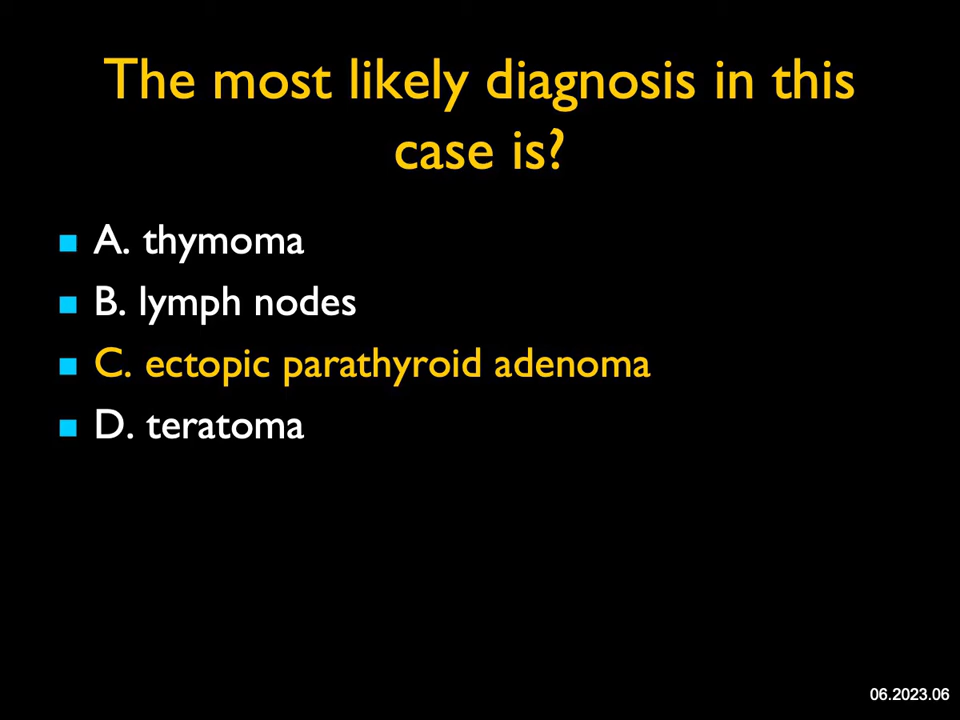 The most likely diagnosis in this
case is?
A. thymoma
B. lymph nodes
C. ectopic parathyroid adenoma
D. teratoma
06.2023.06